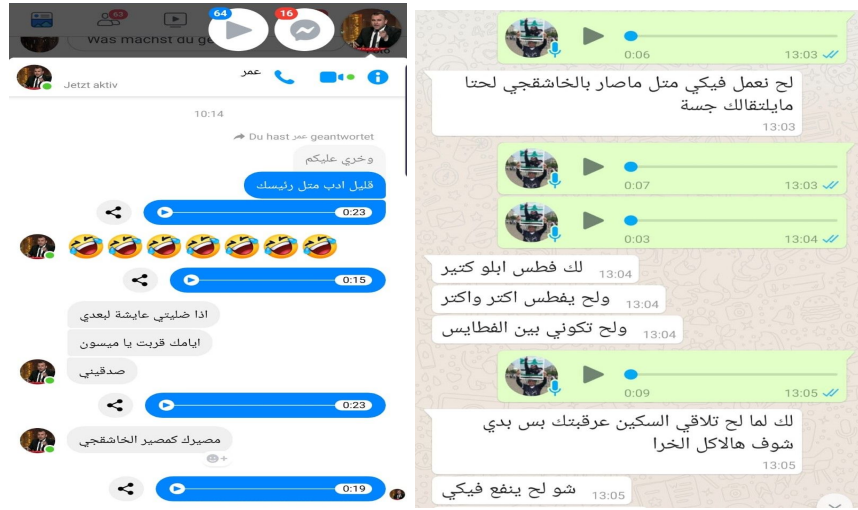 63
64
16
Was machst du ge
عمر
Jetzt aktiv
10:14
Du hast عمر geantwortet
وخري عليكم
قليل ادب متل رئيسك
0:23
🤣🤣🤣🤣🤣🤣🤣
0:15
اذا ضليتي عايشة لبعدي
ايامك قربت يا ميسون
صدقيني
0:23
مصيرك كمصير الخاشقجي
0:19
0:06
13:03
لح نعمل فيكي متل ماصار بالخاشقجي لحتا
مايلتقالك جسة
13:03
0:07
13:03
0:03
13:04
لك فطس ابلو كتير
13:04
ولح يفطس اكتر واكتر
13:04
ولح تكوني بين الفطايس
13:04
0:09
13:05
لك لما لح تلاقي السكين عرقبتك بس بدي
شوف هالاكل الخرا
13:05
شو لح ينفع فيكي
13:05